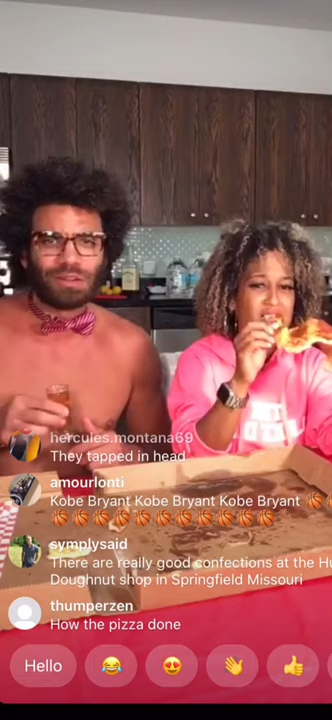 hercules.montana69
They tapped in head
amourlonti
Kobe Bryant Kobe Bryant Kobe Bryant 🏀🏀
🏀🏀🏀🏀🏀🏀🏀🏀🏀🏀🏀🏀🏀🏀
symplysaid
There are really good confections at the
Doughnut shop in Springfield Missouri
thumperzen
How the pizza done
Hello
😂
😍
👋
👍